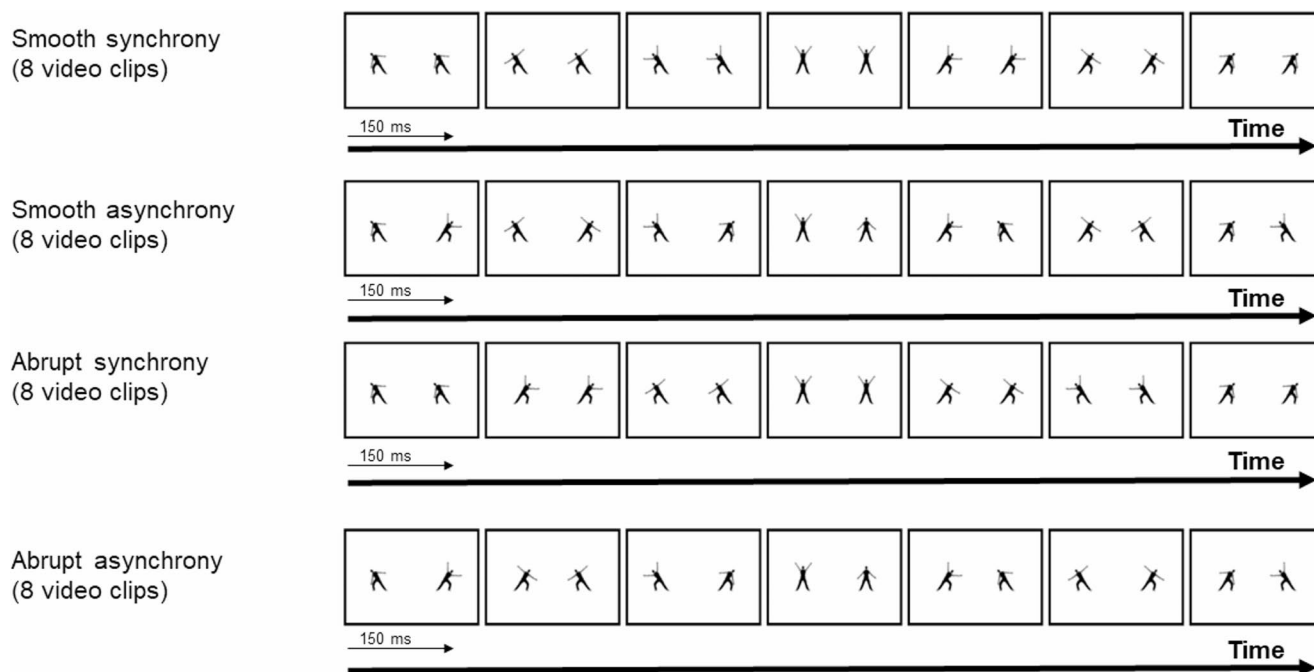 Smooth synchrony
(8 video clips)
150 ms
Time
Smooth asynchrony
(8 video clips)
150 ms
Time
Abrupt synchrony
(8 video clips)
150 ms
Time
Abrupt asynchrony
(8 video clips)
150 ms
Time